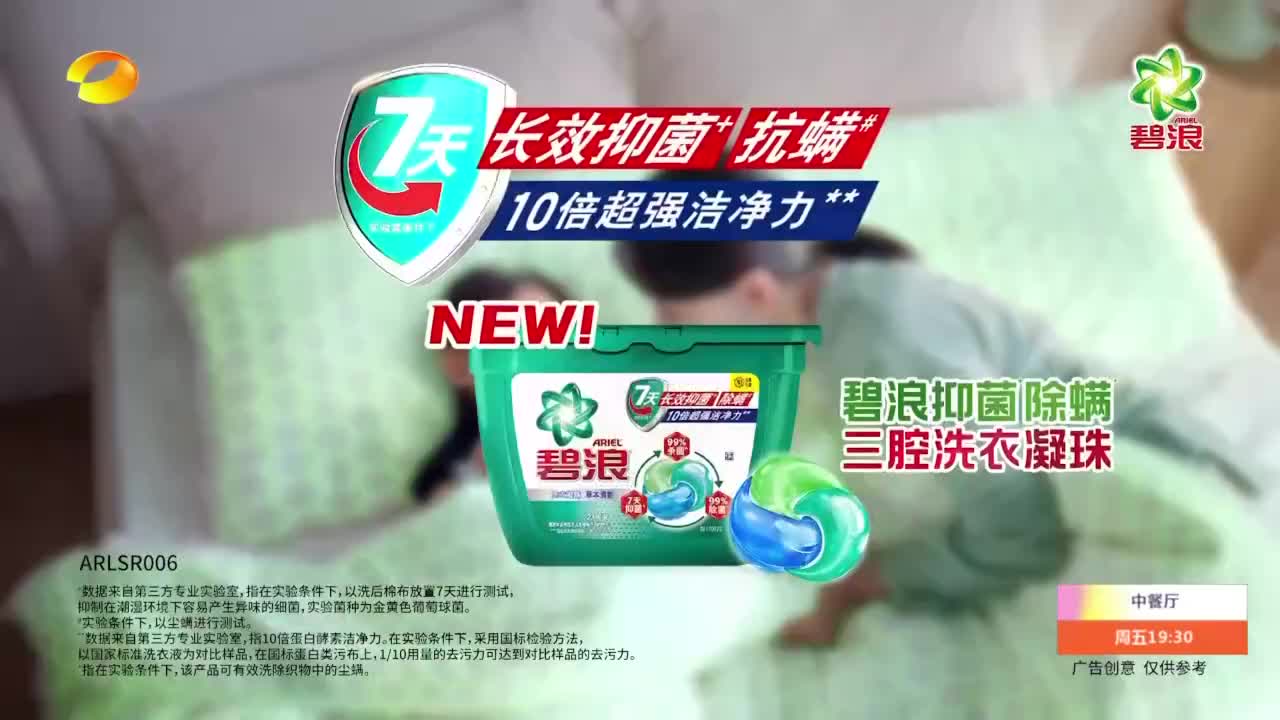 7天
长效抑菌+ 抗螨#
10倍超强洁净力**
ARIEL
碧浪
NEW!
7天
长效抑菌 除螨
10倍超强洁净力
ARIEL
碧浪
99%
杀菌
7天
抑菌
99%
除菌
碧浪抑菌除螨
三腔洗衣凝珠
ARLSR006
数据来自第三方专业实验室，指在实验条件下，以洗后棉布放置7天进行测试，
抑制在潮湿环境下容易产生异味的细菌，实验菌种为金黄色葡萄球菌。
#实验条件下，以尘螨进行测试。
**数据来自第三方专业实验室，指10倍蛋白酵素洁净力。在实验条件下，采用国标检验方法，
以国家标准洗衣液为对比样品，在国标蛋白类污布上，1/10用量的去污力可达到对比样品的去污力。
指在实验条件下，该产品可有效洗除织物中的尘螨。
中餐厅
周五19:30
广告创意 仅供参考